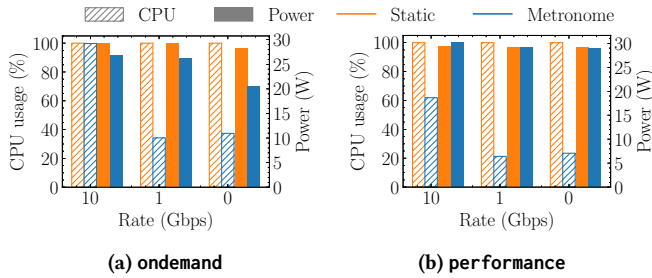 CPU Power Static Metronome
100 80 60 40 20 0
CPU usage (%)
30 25 20 15 10 5 0
Power (W)
10 1 0
Rate (Gbps)
(a) ondemand
100 80 60 40 20 0
CPU usage (%)
30 25 20 15 10 5 0
Power (W)
10 1 0
Rate (Gbps)
(b) performance